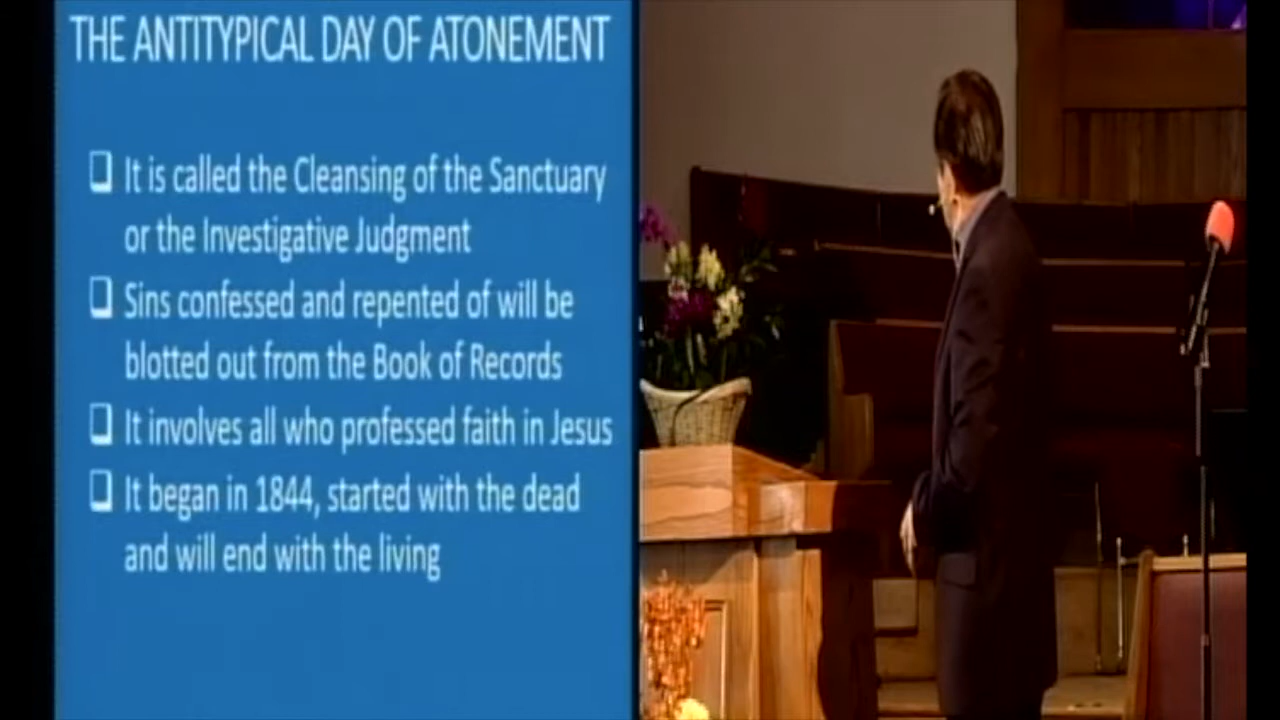 THE ANTITYPICAL DAY OF ATONEMENT
❑ It is called the Cleansing of the Sanctuary
or the Investigative Judgment
❑ Sins confessed and repented of will be
blotted out from the Book of Records
❑ It involves all who professed faith in Jesus
❑ It began in 1844, started with the dead
and will end with the living